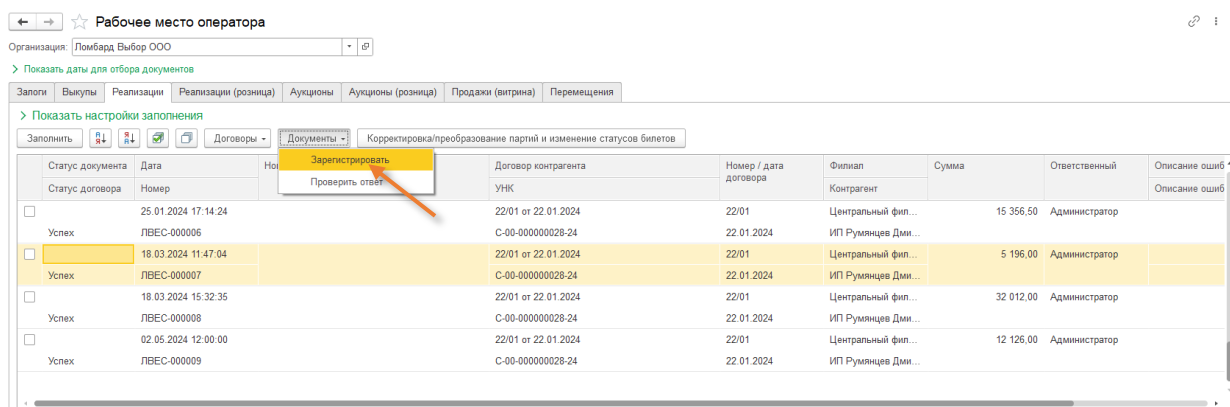 Рабочее место оператора
Организация: Ломбард Выбор ООО
Показать даты для отбора документов
Залоги Выкупы Реализации Реализации (розница) Аукционы Аукционы (розница) Продажи (витрина) Перемещения
Показать настройки заполнения
Заполнить Договоры Документы Корректировка/преобразование партий и изменение статусов билетов
Зарегистрировать
Проверить ответ
Статус документа Дата Но Договор контрагента Номер / дата договора Филиал Сумма Ответственный Описание ошиб
Статус договора Номер УНК Контрагент Описание ошиб
25.01.2024 17:14:24 22/01 от 22.01.2024 22/01 Центральный фил... 15 356,50 Администратор
Успех ЛВЕС-000006 С-00-000000028-24 22.01.2024 ИП Румянцев Дми...
18.03.2024 11:47:04 22/01 от 22.01.2024 22/01 Центральный фил... 5 196,00 Администратор
Успех ЛВЕС-000007 С-00-000000028-24 22.01.2024 ИП Румянцев Дми...
18.03.2024 15:32:35 22/01 от 22.01.2024 22/01 Центральный фил... 32 012,00 Администратор
Успех ЛВЕС-000008 С-00-000000028-24 22.01.2024 ИП Румянцев Дми...
02.05.2024 12:00:00 22/01 от 22.01.2024 22/01 Центральный фил... 12 126,00 Администратор
Успех ЛВЕС-000009 С-00-000000028-24 22.01.2024 ИП Румянцев Дми...